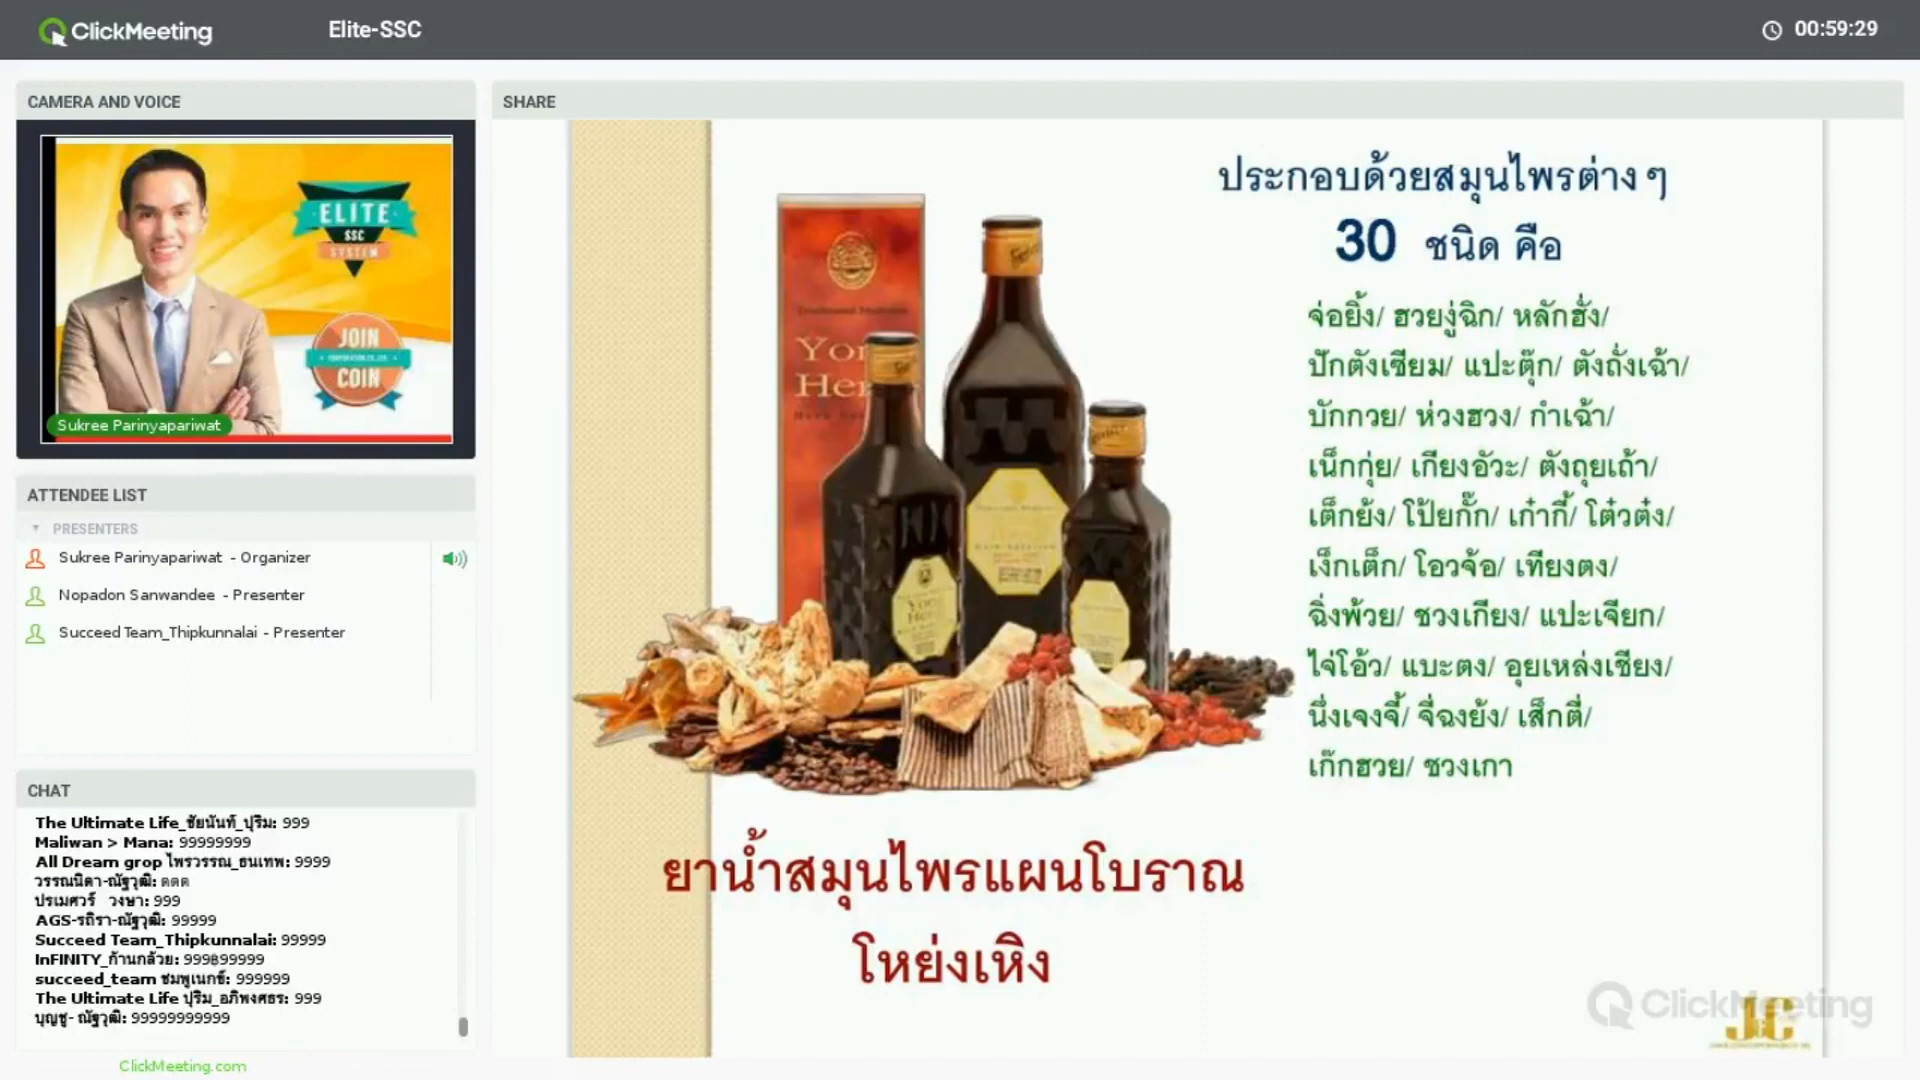 ClickMeeting
Elite-SSC
00:59:29
CAMERA AND VOICE
ELITE
SSC
SYSTEM
JOIN
COIN
Sukree Parinyapariwat
ATTENDEE LIST
PRESENTERS
Sukree Parinyapariwat - Organizer
Nopadon Sanwandee - Presenter
Succeed Team_Thipkunnalai - Presenter
CHAT
The Ultimate Life_ชัยนันท์_ปุริม: 999
Maliwan > Mana: 99999999
All Dream grop ไพรวรรณ_ธนเทพ: 9999
วรรณนิดา-ณัฐวุฒิ: ตตต
ปรเมศวร์ วงษา: 999
AGS-รถิรา-ณัฐวุฒิ: 99999
Succeed Team_Thipkunnalai: 99999
InFINITY_ก้านกล้วย: 999฿99999
succeed_team ชมพูเนกซ์: 999999
The Ultimate Life ปุริม_อภิพงศธร: 999
บุญชู- ณัฐวุฒิ: 99999999999
ClickMeeting.com
SHARE
ประกอบด้วยสมุนไพรต่าง ๆ
30 ชนิด คือ
จ่อยิ้ง/ ฮวยงู่ฉิก/ หลักฮั่ง/
ปักตังเซียม/ แปะตุ๊ก/ ตังถั่งเฉ้า/
บักกวย/ ห่วงฮวง/ กำเฉ้า/
เน็กกุ่ย/ เกียงอัวะ/ ตังถุยเถ้า/
เต็กยัง/ โป้ยกั๊ก/ เก๋ากี้/ โต๋วต๋ง/
เง็กเต็ก/ โอวจ้อ/ เทียงตง/
ฉิ่งพ้วย/ ชวงเกียง/ แปะเจียก/
ไจ่โอ้ว/ แบะตง/ อุยเหล่งเซียง/
นึ่งเจงจี้/ จี่ฉงยัง/ เส็กตี่/
เก๊กฮวย/ ชวงเกา
ยาน้ำสมุนไพรแผนโบราณ
โหย่งเหิง
ClickMeeting